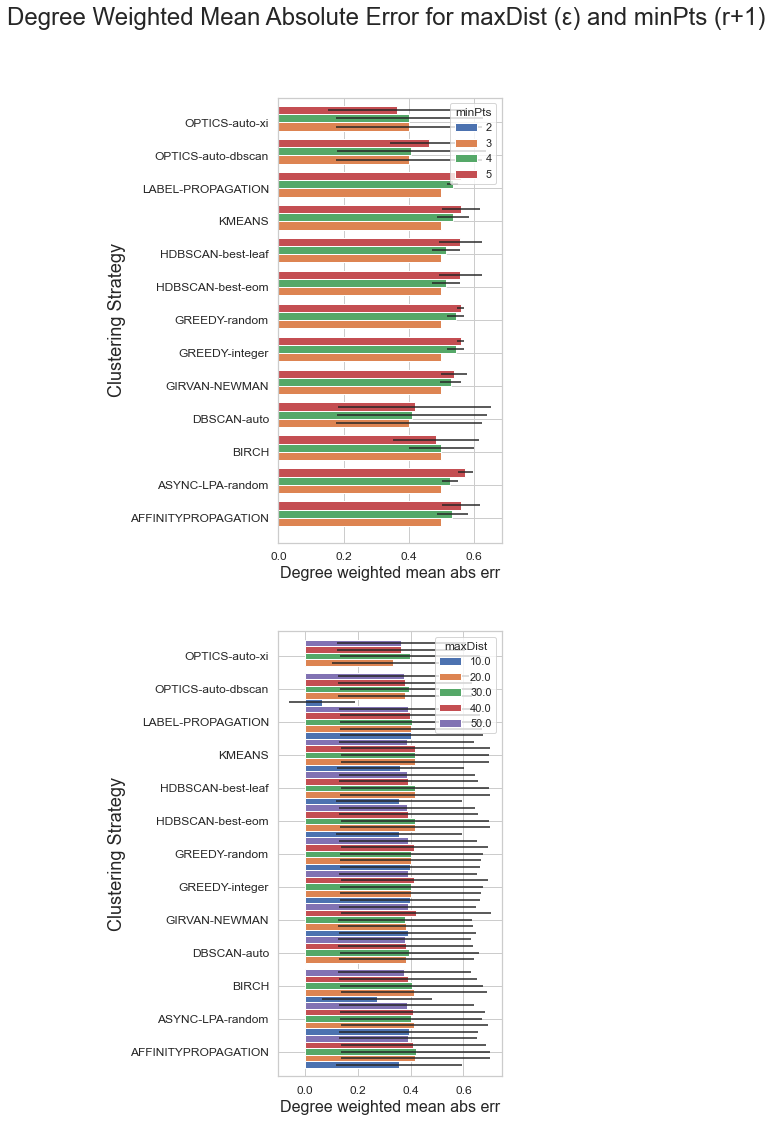 Degree Weighted Mean Absolute Error for maxDist (ε) and minPts (r+1)
minPts
2
3
4
5
OPTICS-auto-xi
OPTICS-auto-dbscan
LABEL-PROPAGATION
KMEANS
HDBSCAN-best-leaf
HDBSCAN-best-eom
GREEDY-random
GREEDY-integer
GIRVAN-NEWMAN
DBSCAN-auto
BIRCH
ASYNC-LPA-random
AFFINITYPROPAGATION
Clustering Strategy
0.0 0.2 0.4 0.6
Degree weighted mean abs err
maxDist
10.0
20.0
30.0
40.0
50.0
OPTICS-auto-xi
OPTICS-auto-dbscan
LABEL-PROPAGATION
KMEANS
HDBSCAN-best-leaf
HDBSCAN-best-eom
GREEDY-random
GREEDY-integer
GIRVAN-NEWMAN
DBSCAN-auto
BIRCH
ASYNC-LPA-random
AFFINITYPROPAGATION
Clustering Strategy
0.0 0.2 0.4 0.6
Degree weighted mean abs err